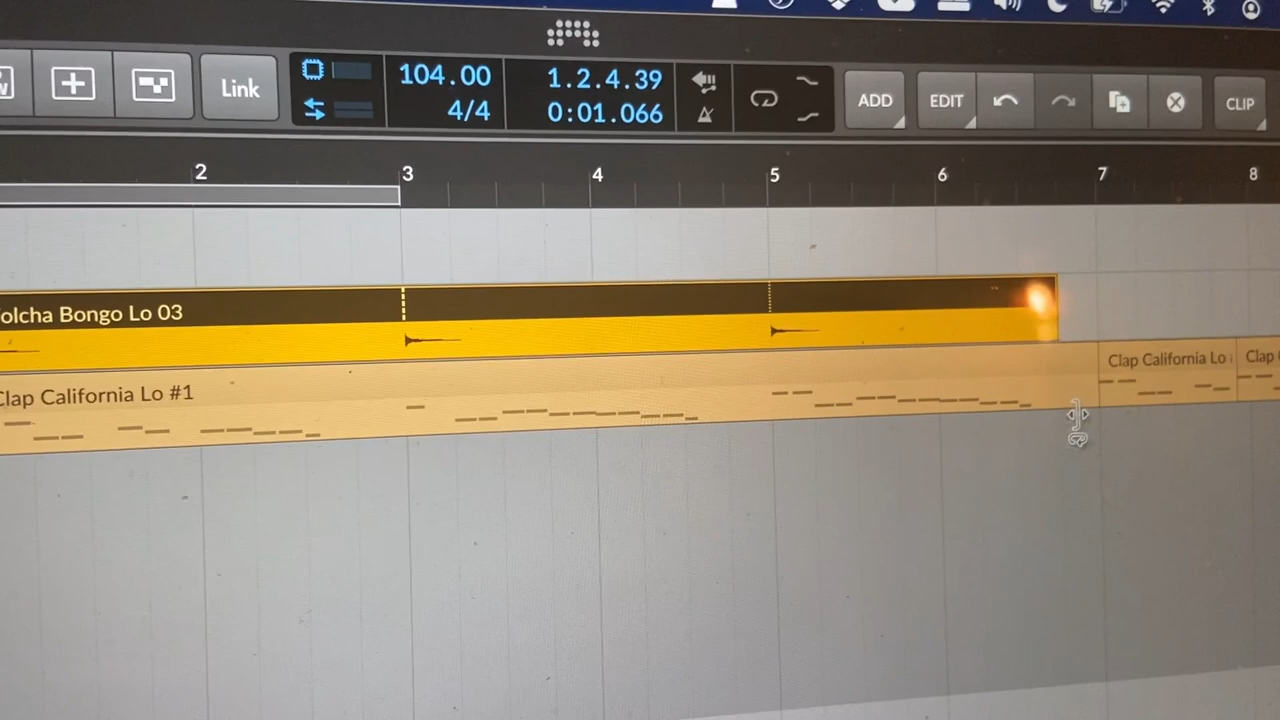 Link
104.00
4/4
1.2.4.39
0:01.066
ADD
EDIT
CLIP
2 3 4 5 6 7 8
olcha Bongo Lo 03
Clap California Lo #1
Clap California Lo
Clap